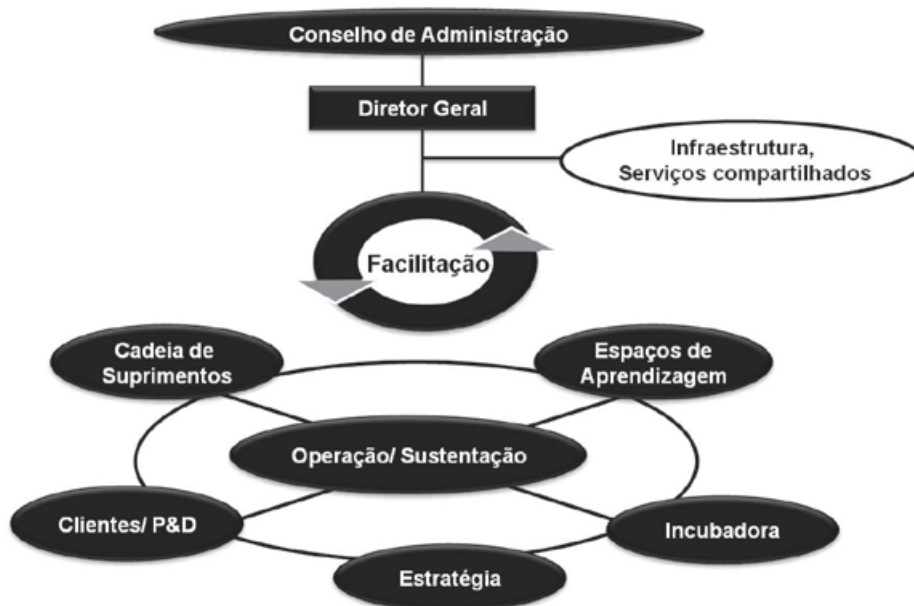 Conselho de Administração
Diretor Geral
Infraestrutura,
Serviços compartilhados
Facilitação
Cadeia de
Suprimentos
Espaços de
Aprendizagem
Operação/ Sustentação
Clientes/ P&D
Incubadora
Estratégia